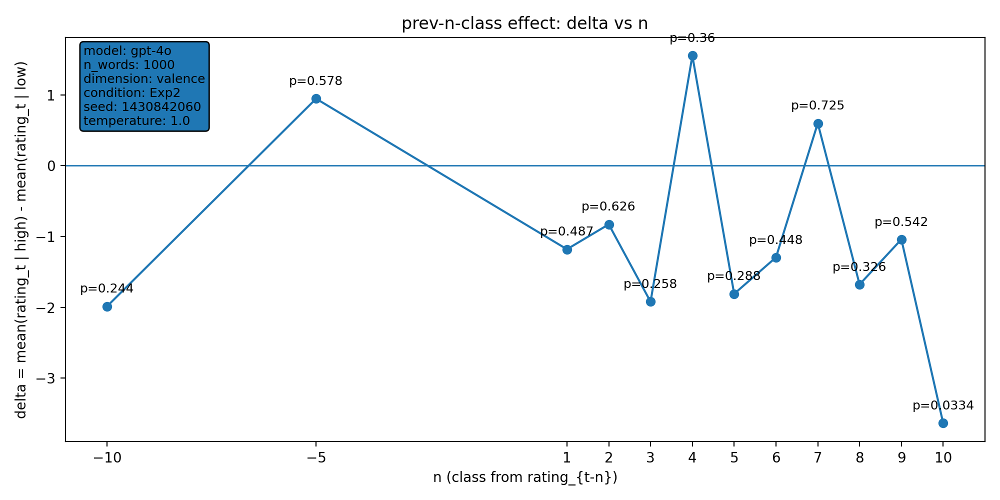 prev-n-class effect: delta vs n
model: gpt-4o
n_words: 1000
dimension: valence
condition: Exp2
seed: 1430842060
temperature: 1.0
delta = mean(rating_t | high) - mean(rating_t | low)
1
0
−1
−2
−3
p=0.244
p=0.578
p=0.487
p=0.626
p=0.258
p=0.36
p=0.288
p=0.448
p=0.725
p=0.326
p=0.542
p=0.0334
−10 −5 1 2 3 4 5 6 7 8 9 10
n (class from rating_{t-n})